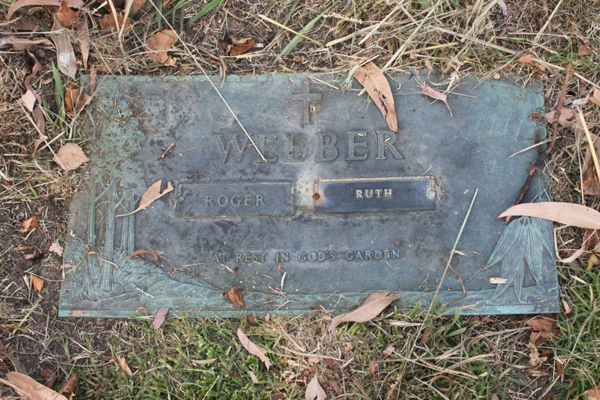 WEBBER
ROGER RUTH
AT REST IN GOD'S GARDEN